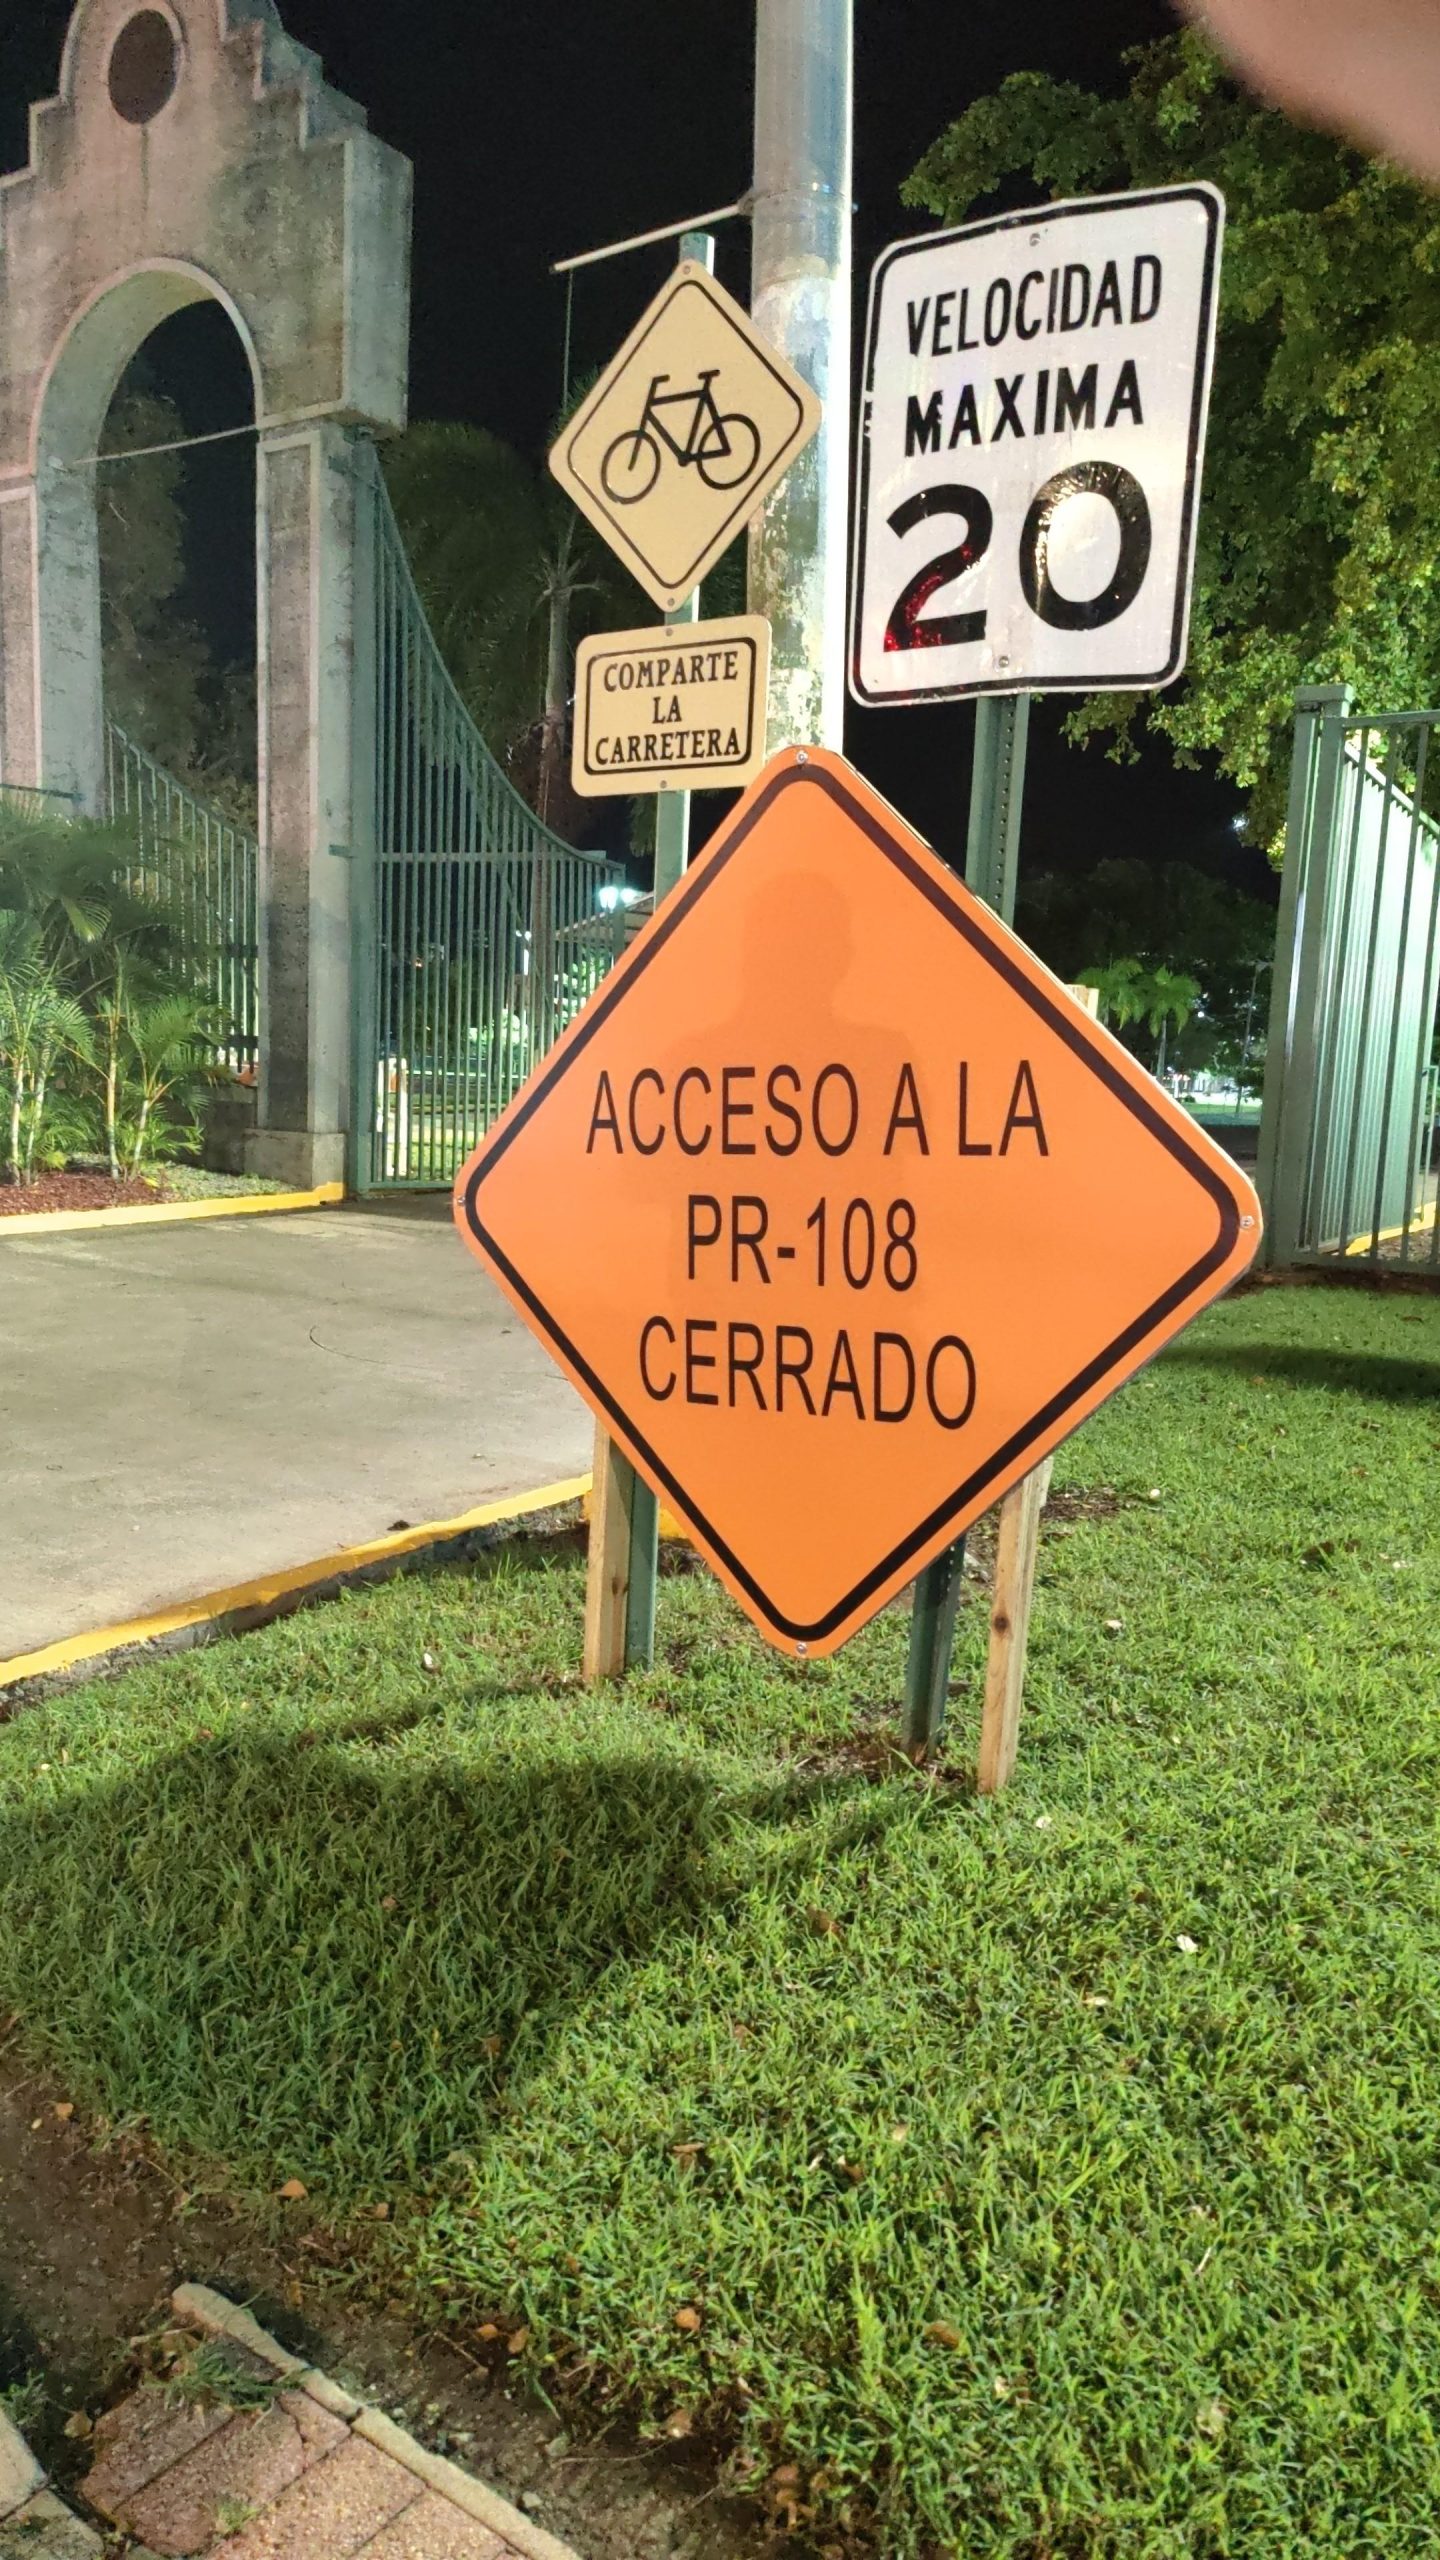 VELOCIDAD
MAXIMA
20
COMPARTE
LA
CARRETERA
ACCESO A LA
PR-108
CERRADO